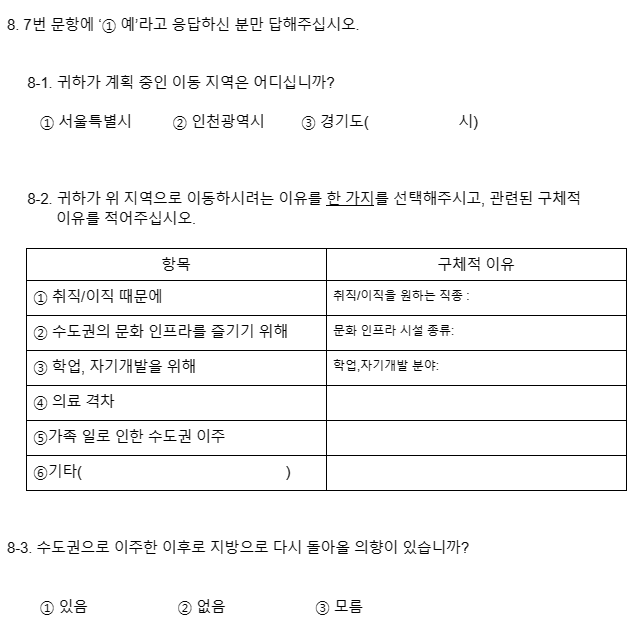 8. 7번 문항에 ‘① 예’라고 응답하신 분만 답해주십시오.
8-1. 귀하가 계획 중인 이동 지역은 어디십니까?
① 서울특별시 ② 인천광역시 ③ 경기도( 시)
8-2. 귀하가 위 지역으로 이동하시려는 이유를 한 가지를 선택해주시고, 관련된 구체적
이유를 적어주십시오.
항목 구체적 이유
① 취직/이직 때문에 취직/이직을 원하는 직종 :
② 수도권의 문화 인프라를 즐기기 위해 문화 인프라 시설 종류:
③ 학업, 자기개발을 위해 학업,자기개발 분야:
④ 의료 격차
⑤가족 일로 인한 수도권 이주
⑥기타( )
8-3. 수도권으로 이주한 이후로 지방으로 다시 돌아올 의향이 있습니까?
① 있음 ② 없음 ③ 모름